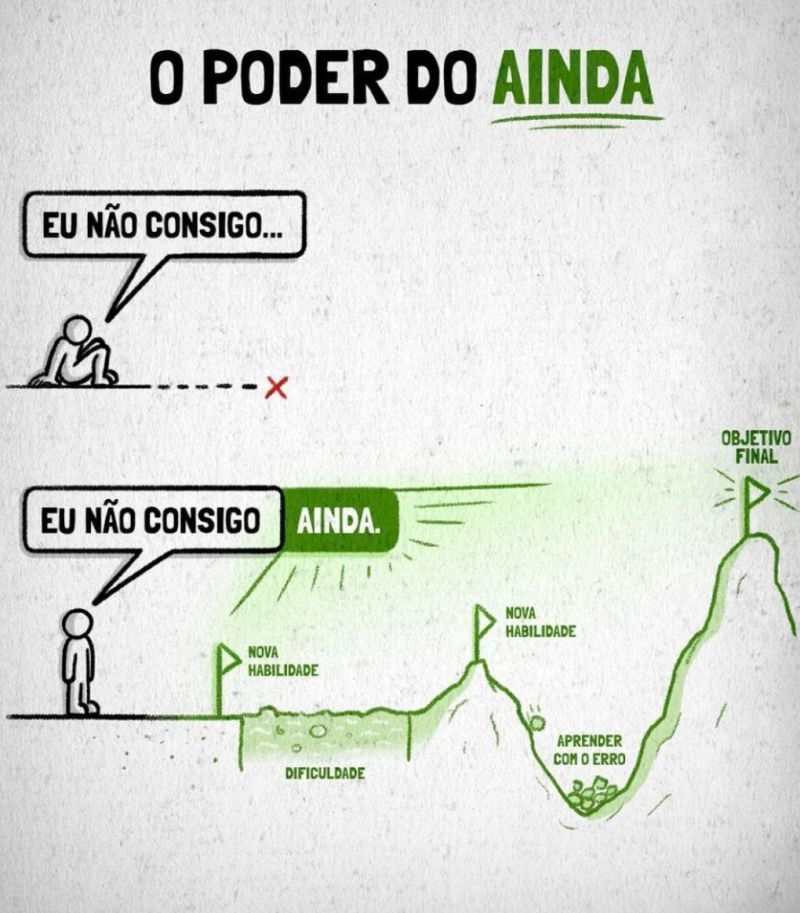 O PODER DO AINDA
EU NÃO CONSIGO...
OBJETIVO
FINAL
EU NÃO CONSIGO AINDA.
NOVA
HABILIDADE
NOVA
HABILIDADE
APRENDER
COM O ERRO
DIFICULDADE